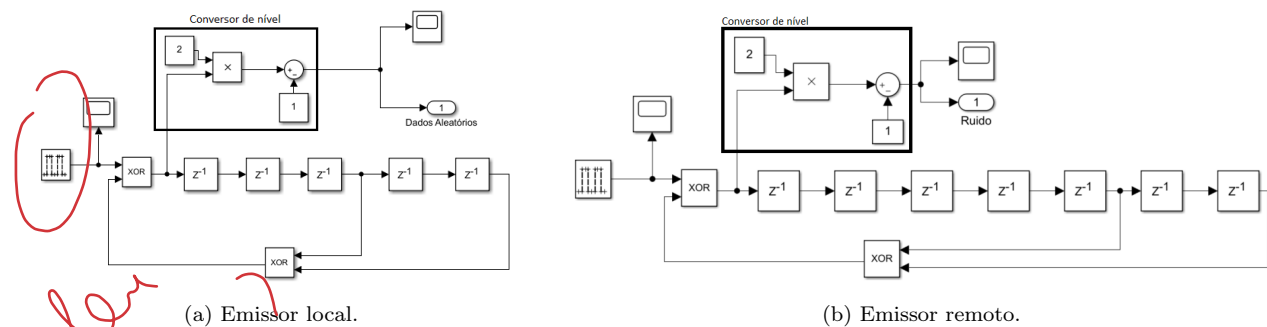 Conversor de nível
2
×
+
−
1
1
Dados Aleatórios
XOR
z-1
z-1
z-1
z-1
z-1
XOR
(a) Emissor local.
Conversor de nível
2
×
+
−
1
1
Ruido
XOR
z-1
z-1
z-1
z-1
z-1
z-1
z-1
XOR
(b) Emissor remoto.